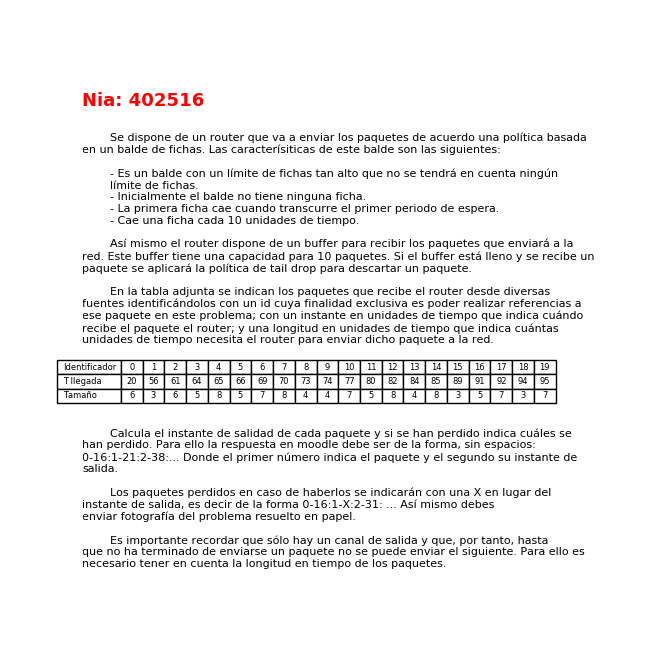 Nia: 402516
Se dispone de un router que va a enviar los paquetes de acuerdo una política basada
en un balde de fichas. Las caracterísiticas de este balde son las siguientes:
- Es un balde con un límite de fichas tan alto que no se tendrá en cuenta ningún
límite de fichas.
- Inicialmente el balde no tiene ninguna ficha.
- La primera ficha cae cuando transcurre el primer periodo de espera.
- Cae una ficha cada 10 unidades de tiempo.
Así mismo el router dispone de un buffer para recibir los paquetes que enviará a la
red. Este buffer tiene una capacidad para 10 paquetes. Si el buffer está lleno y se recibe un
paquete se aplicará la política de tail drop para descartar un paquete.
En la tabla adjunta se indican los paquetes que recibe el router desde diversas
fuentes identificándolos con un id cuya finalidad exclusiva es poder realizar referencias a
ese paquete en este problema; con un instante en unidades de tiempo que indica cuándo
recibe el paquete el router; y una longitud en unidades de tiempo que indica cuántas
unidades de tiempo necesita el router para enviar dicho paquete a la red.
Identificador 0 1 2 3 4 5 6 7 8 9 10 11 12 13 14 15 16 17 18 19
T llegada 20 56 61 64 65 66 69 70 73 74 77 80 82 84 85 89 91 92 94 95
Tamaño 6 3 6 5 8 5 7 8 4 4 7 5 8 4 8 3 5 7 3 7
Calcula el instante de salidad de cada paquete y si se han perdido indica cuáles se
han perdido. Para ello la respuesta en moodle debe ser de la forma, sin espacios:
0-16:1-21:2-38:... Donde el primer número indica el paquete y el segundo su instante de
salida.
Los paquetes perdidos en caso de haberlos se indicarán con una X en lugar del
instante de salida, es decir de la forma 0-16:1-X:2-31: ... Así mismo debes
enviar fotografía del problema resuelto en papel.
Es importante recordar que sólo hay un canal de salida y que, por tanto, hasta
que no ha terminado de enviarse un paquete no se puede enviar el siguiente. Para ello es
necesario tener en cuenta la longitud en tiempo de los paquetes.